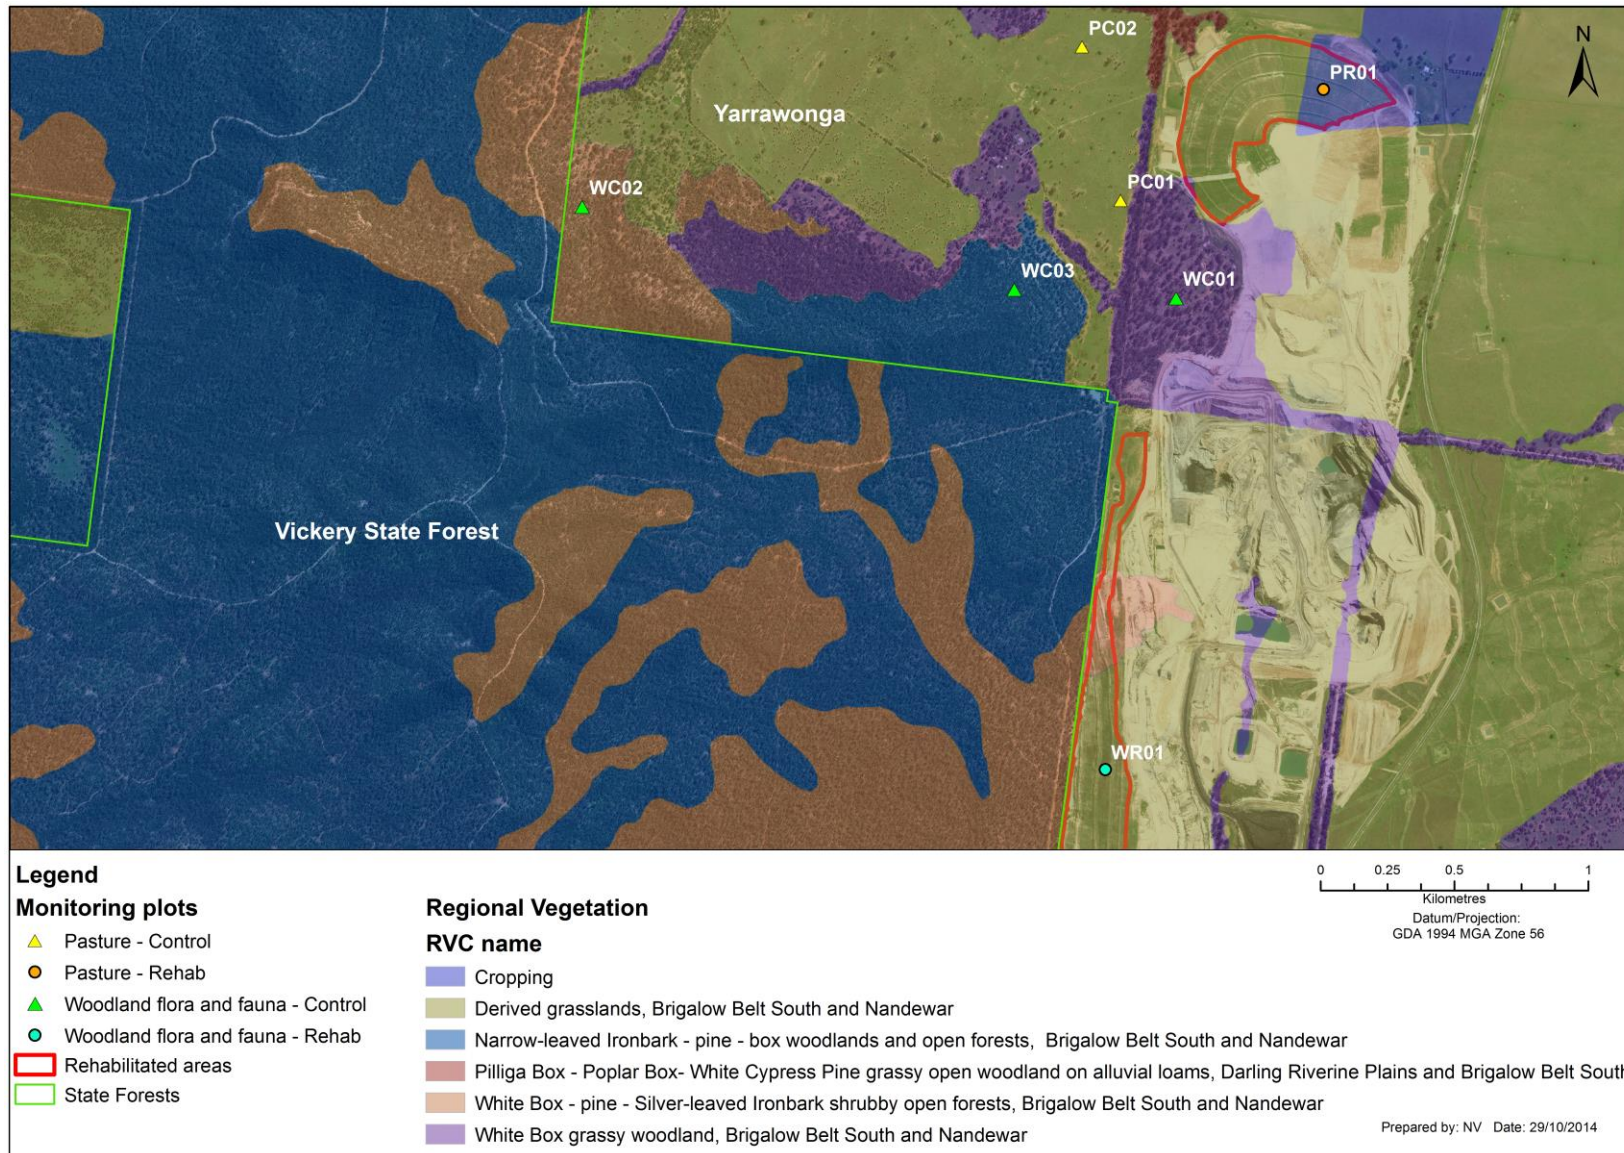 PC02
N
PR01
Yarrawonga
WC02
PC01
WC03
WC01
Vickery State Forest
WR01
Legend
Monitoring plots
Pasture - Control
Pasture - Rehab
Woodland flora and fauna - Control
Woodland flora and fauna - Rehab
Rehabilitated areas
State Forests
Regional Vegetation
RVC name
Cropping
Derived grasslands, Brigalow Belt South and Nandewar
Narrow-leaved Ironbark - pine - box woodlands and open forests, Brigalow Belt South and Nandewar
Pilliga Box - Poplar Box- White Cypress Pine grassy open woodland on alluvial loams, Darling Riverine Plains and Brigalow Belt South
White Box - pine - Silver-leaved Ironbark shrubby open forests, Brigalow Belt South and Nandewar
White Box grassy woodland, Brigalow Belt South and Nandewar
0 0.25 0.5 1
Kilometres
Datum/Projection:
GDA 1994 MGA Zone 56
Prepared by: NV Date: 29/10/2014